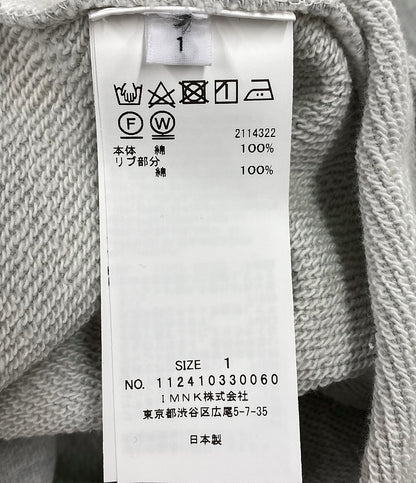 1
F W
2114322
本体 綿 100%
リブ部分
綿 100%
SIZE 1
NO. 112410330060
IMNK株式会社
東京都渋谷区広尾5-7-35
日本製